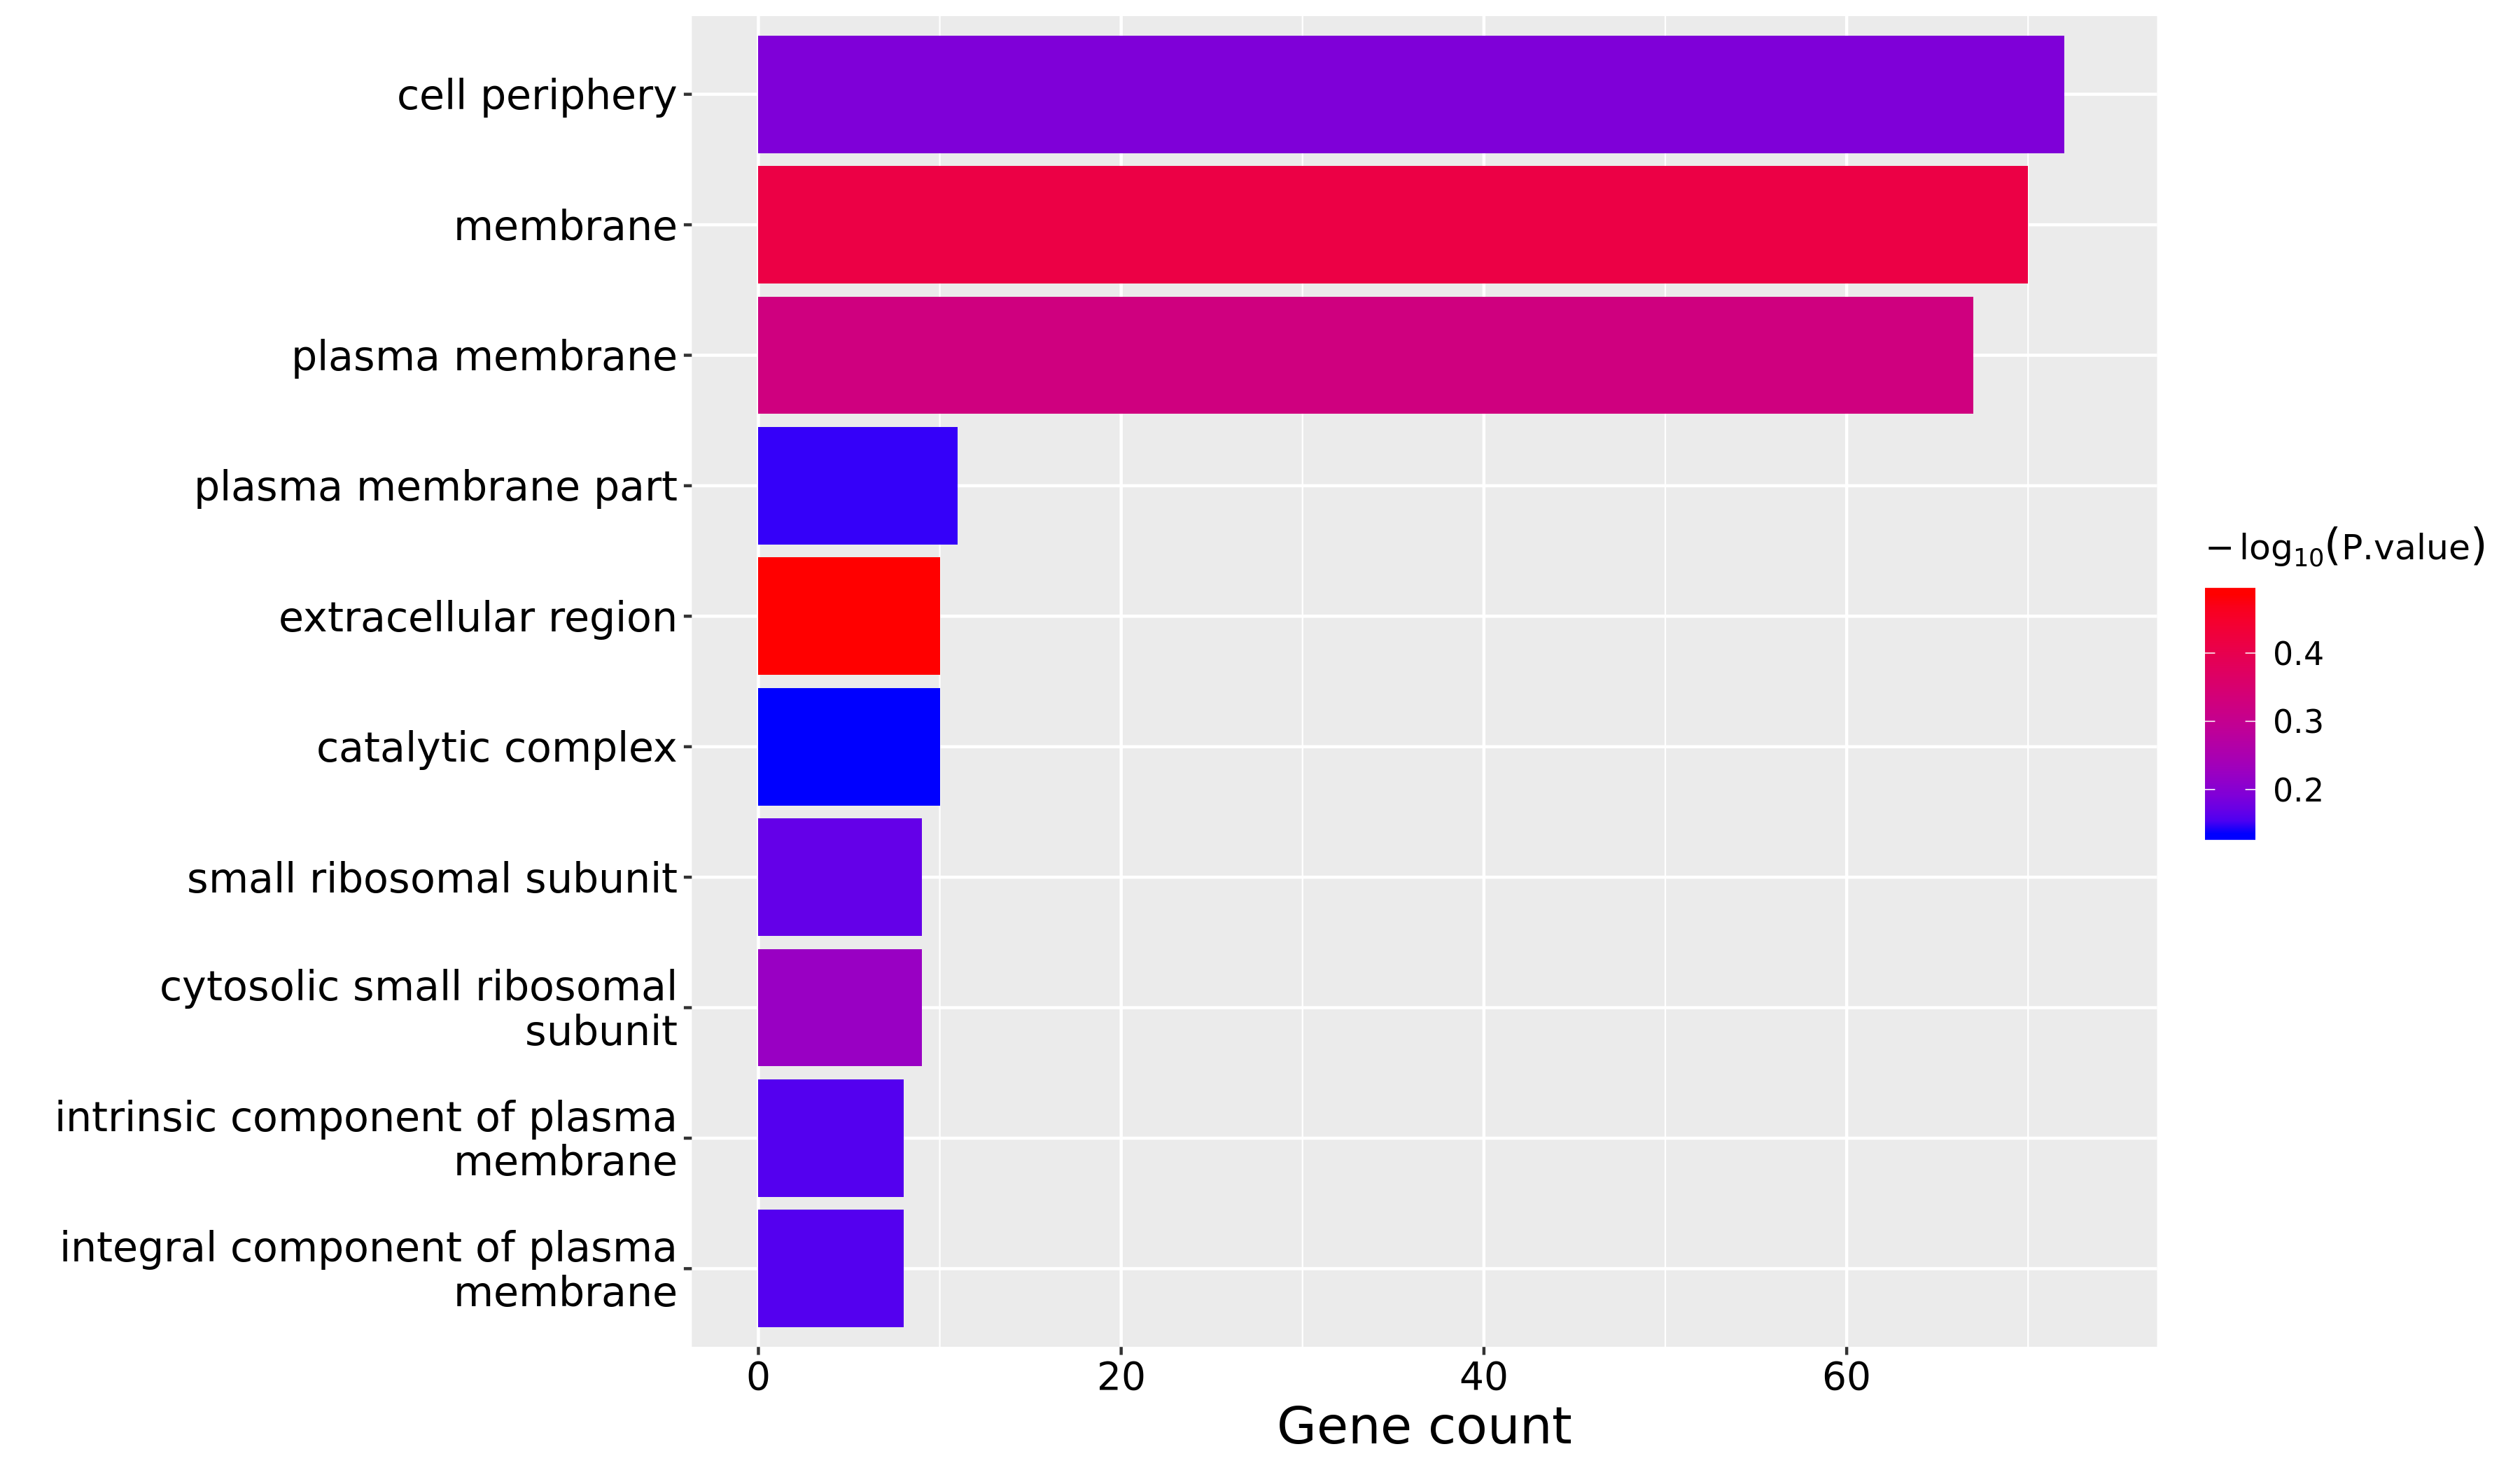 cell periphery
membrane
plasma membrane
plasma membrane part
extracellular region
catalytic complex
small ribosomal subunit
cytosolic small ribosomal
subunit
intrinsic component of plasma
membrane
integral component of plasma
membrane
0 20 40 60
Gene count
− log₁₀(P.value)
0.4
0.3
0.2